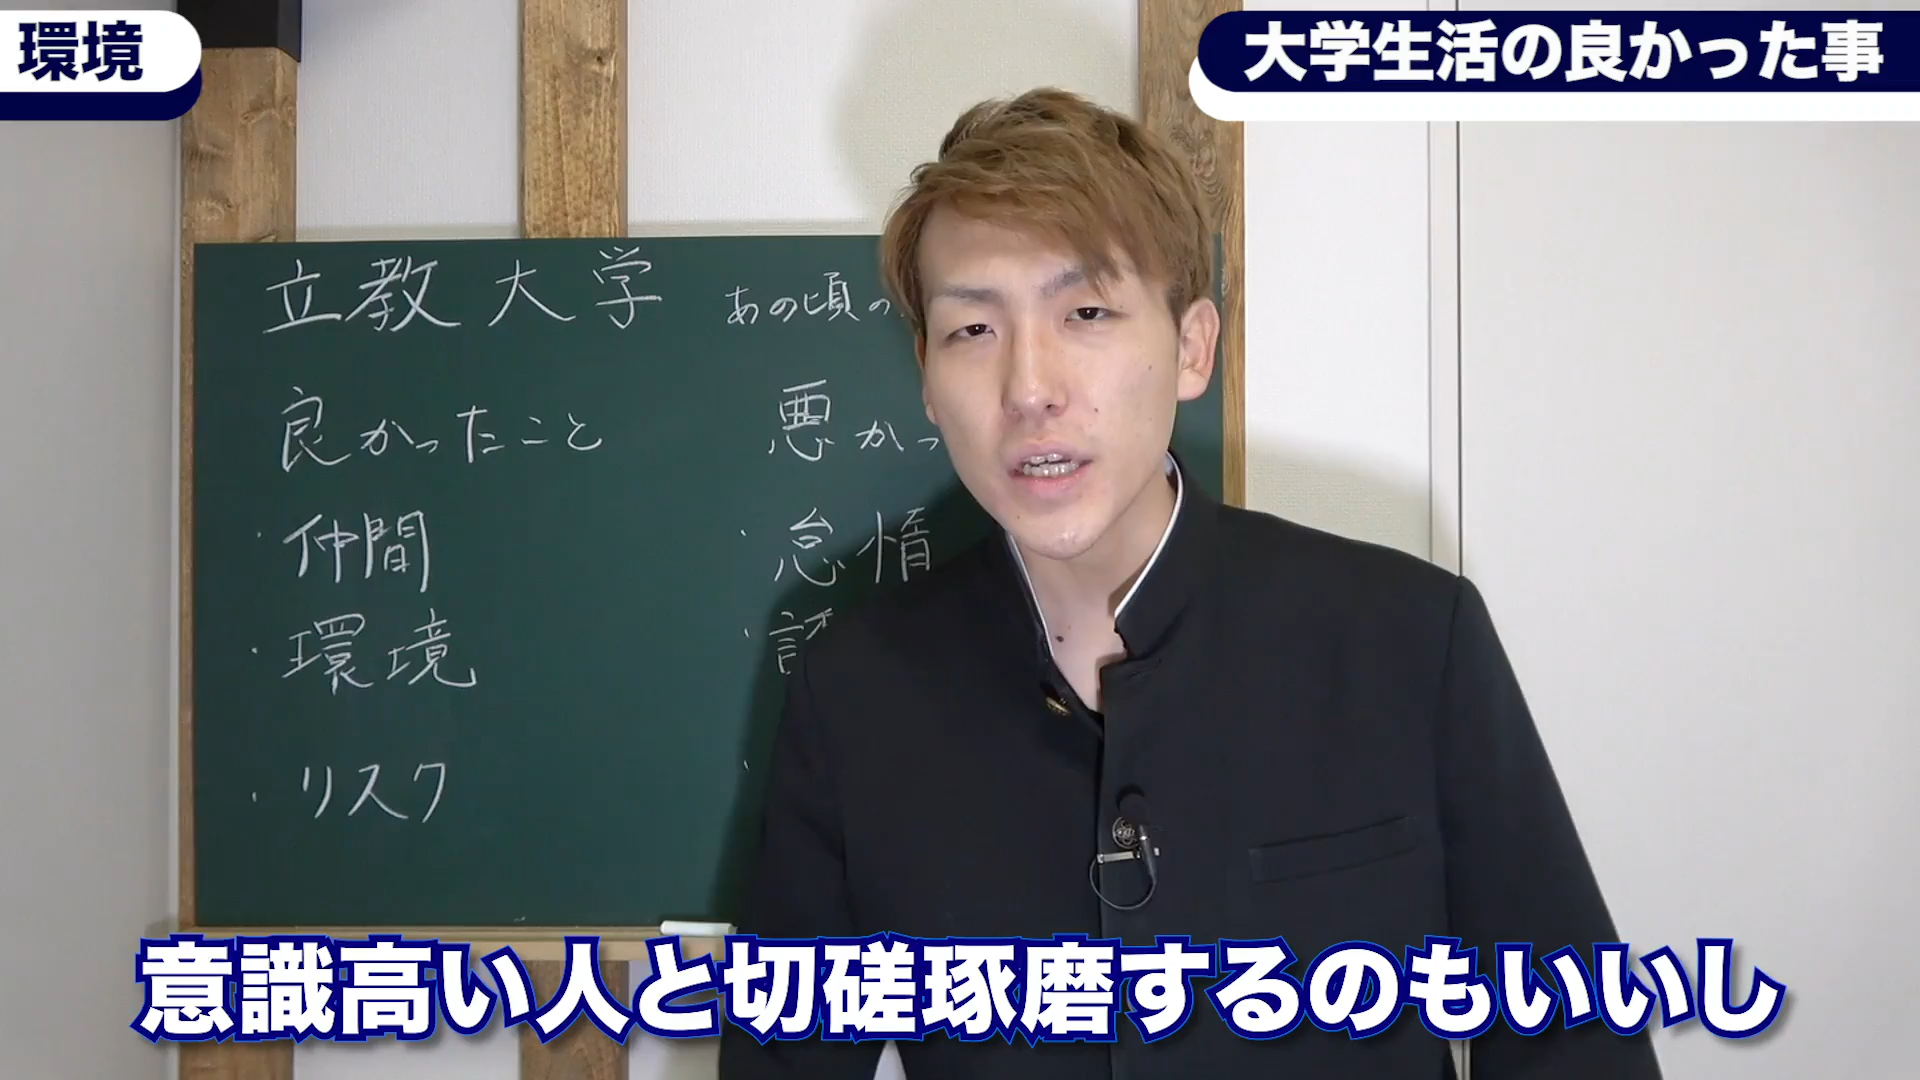 環境
大学生活の良かった事
立教大学 あの頃の
良かったこと
悪かっ
・仲間
・怠惰
・環境
・リスク
意識高い人と切磋琢磨するのもいいし